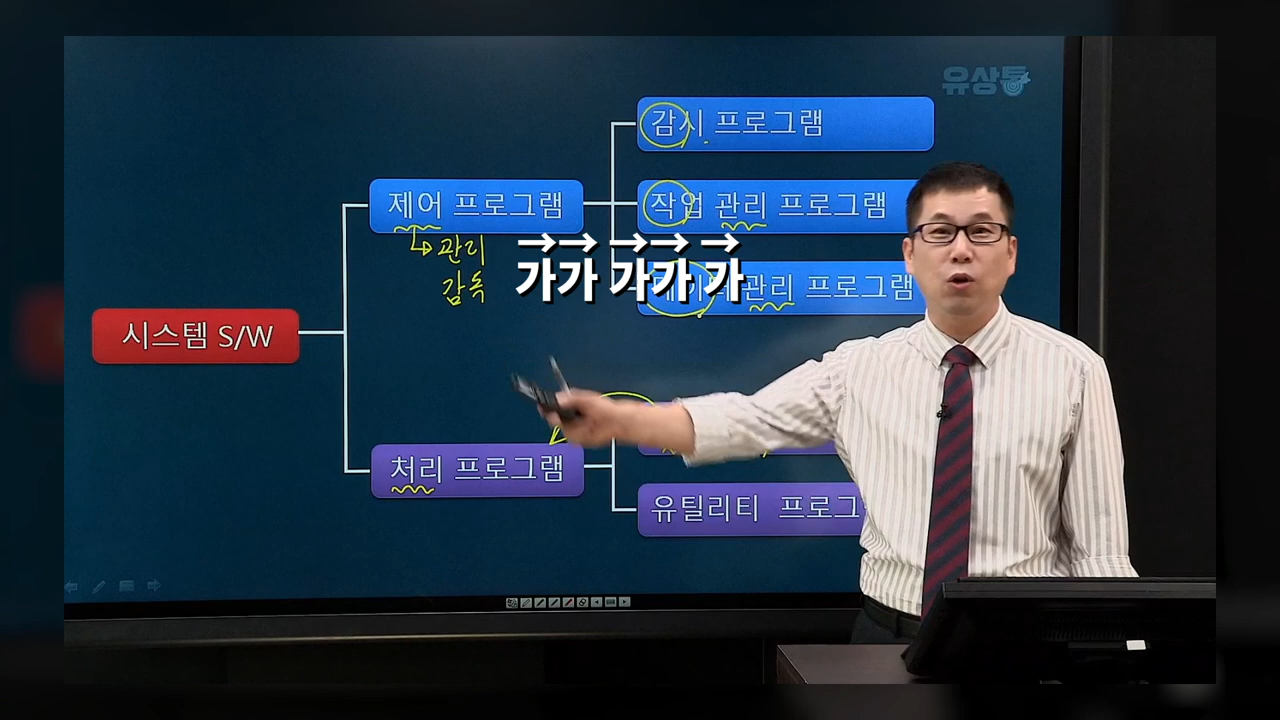 유상통
감시 프로그램
제어 프로그램
작업 관리 프로그램
관리
감독
→→ →→ →
가가 가가 가
관리 프로그램
시스템 S/W
처리 프로그램
유틸리티 프로그